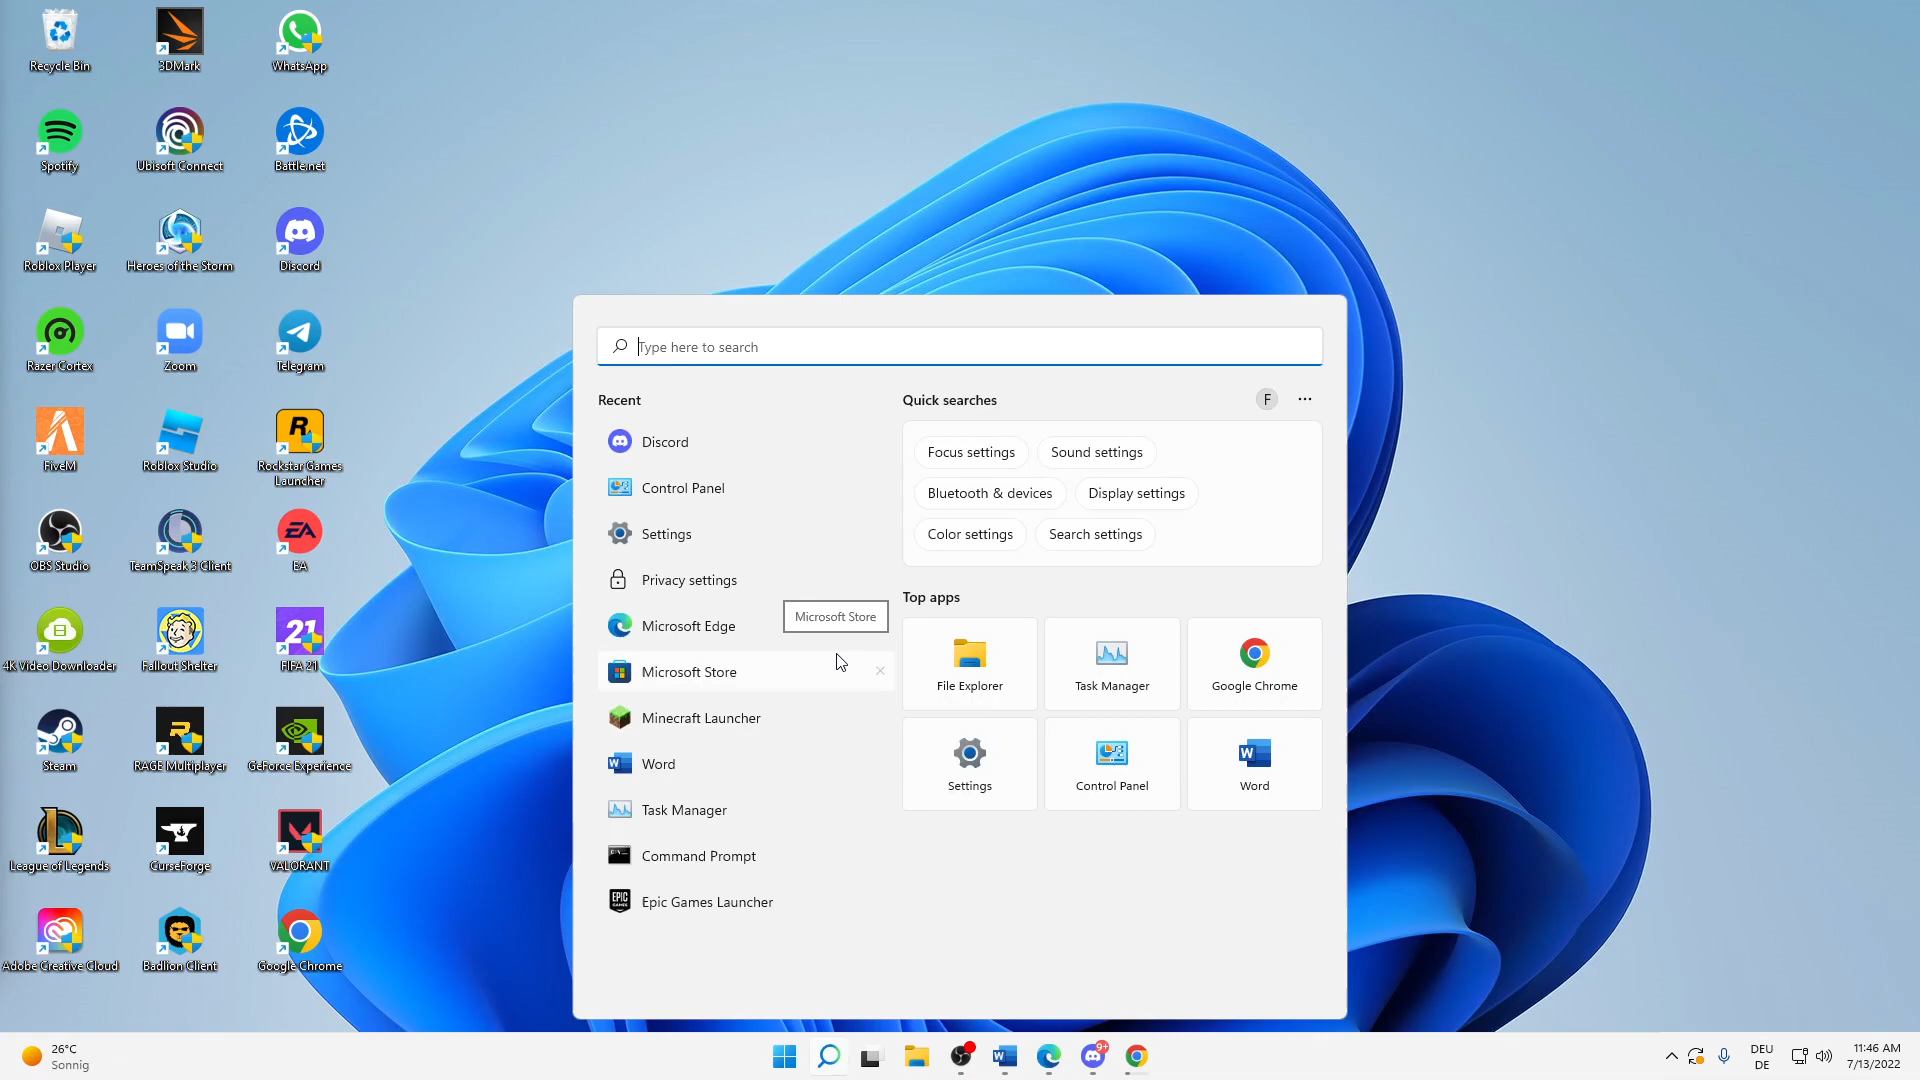 Recycle Bin
3DMark
WhatsApp
Spotify
Ubisoft Connect
Battle.net
Roblox Player
Heroes of the Storm
Discord
Razer Cortex
Zoom
Telegram
FiveM
Roblox Studio
Rockstar Games
Launcher
OBS Studio
TeamSpeak 3 Client
EA
4K Video Downloader
Fallout Shelter
FIFA 21
Steam
RAGE Multiplayer
GeForce Experience
League of Legends
CurseForge
VALORANT
Adobe Creative Cloud
Badlion Client
Google Chrome
Type here to search
Recent
Discord
Control Panel
Settings
Privacy settings
Microsoft Edge
Microsoft Store
Microsoft Store
Minecraft Launcher
Word
Task Manager
Command Prompt
Epic Games Launcher
Quick searches
F
Focus settings
Sound settings
Bluetooth & devices
Display settings
Color settings
Search settings
Top apps
File Explorer
Task Manager
Google Chrome
Settings
Control Panel
Word
26°C
Sonnig
9+
DEU
DE
11:46 AM
7/13/2022